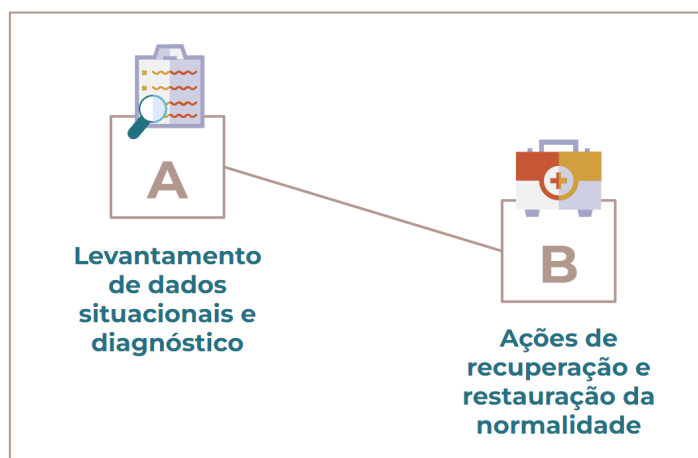 A
Levantamento
de dados
situacionais e
diagnóstico
B
Ações de
recuperação e
restauração da
normalidade